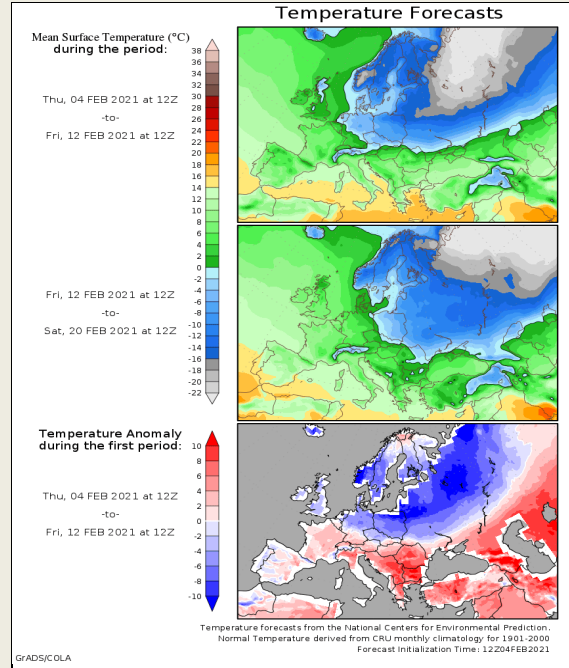 Temperature Forecasts
Mean Surface Temperature (°C)
during the period:
Thu, 04 FEB 2021 at 12Z
-to-
Fri, 12 FEB 2021 at 12Z
38
36
34
32
30
28
26
24
22
20
18
16
14
12
10
8
6
4
2
0
-2
-4
-6
-8
-10
-12
-14
-16
-18
-20
-22
Fri, 12 FEB 2021 at 12Z
-to-
Sat, 20 FEB 2021 at 12Z
Temperature Anomaly
during the first period:
Thu, 04 FEB 2021 at 12Z
-to-
Fri, 12 FEB 2021 at 12Z
10
8
6
4
2
0
-2
-4
-6
-8
-10
Temperature forecasts from the National Centers for Environmental Prediction.
Normal Temperature derived from CRU monthly climatology for 1901-2000
Forecast Initialization Time: 12Z04FEB2021
GrADS/COLA